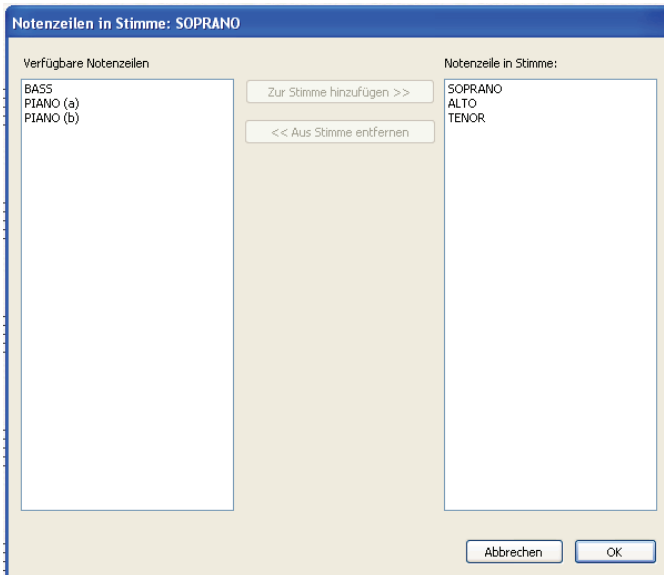 Notenzeilen in Stimme: SOPRANO
Verfügbare Notenzeilen
BASS
PIANO (a)
PIANO (b)
Zur Stimme hinzufügen >>
<< Aus Stimme entfernen
Notenzeile in Stimme:
SOPRANO
ALTO
TENOR
Abbrechen
OK